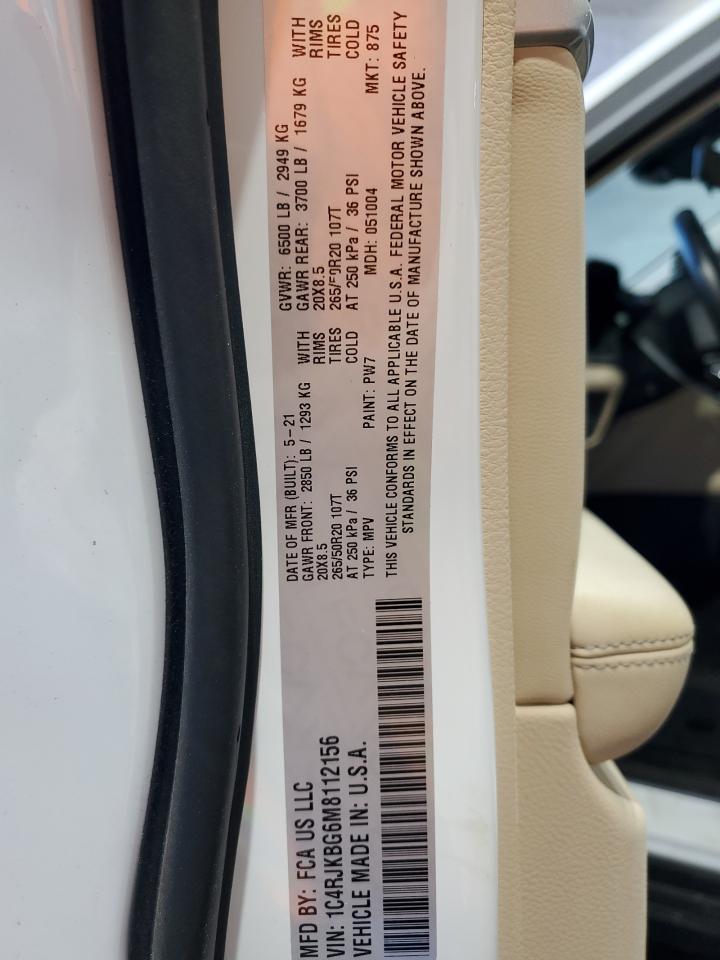 MFD BY: FCA US LLC
VIN: 1C4RJKBG6M8112156
VEHICLE MADE IN: U.S.A.
DATE OF MFR (BUILT): 5-21 GVWR: 6500 LB / 2949 KG
GAWR FRONT: 2850 LB / 1293 KG WITH GAWR REAR: 3700 LB / 1679 KG WITH
20X8.5 RIMS 20X8.5 RIMS
265/50R20 107T TIRES 265/50R20 107T TIRES
AT 250 kPa / 36 PSI COLD AT 250 kPa / 36 PSI COLD
TYPE: MPV PAINT: PW7 MDH: 051004 MKT: 875
THIS VEHICLE CONFORMS TO ALL APPLICABLE U.S.A. FEDERAL MOTOR VEHICLE SAFETY
STANDARDS IN EFFECT ON THE DATE OF MANUFACTURE SHOWN ABOVE.